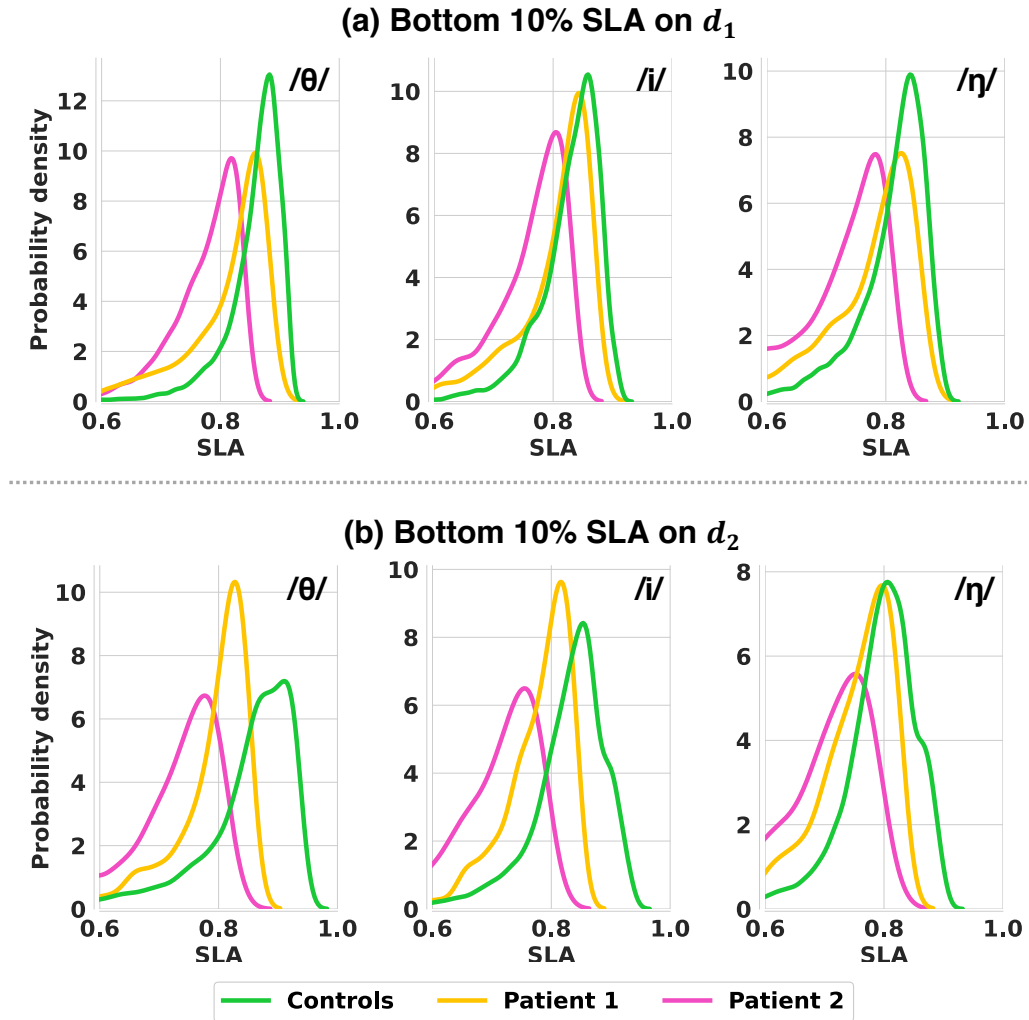 (a) Bottom 10% SLA on d₁
/θ/ /i/ /ŋ/
Probability density
12
10
8
6
4
2
0
0.6 0.8 1.0
SLA
10
8
6
4
2
0
0.6 0.8 1.0
SLA
10
8
6
4
2
0
0.6 0.8 1.0
SLA
(b) Bottom 10% SLA on d₂
/θ/ /i/ /ŋ/
Probability density
10
8
6
4
2
0
0.6 0.8 1.0
SLA
10
8
6
4
2
0
0.6 0.8 1.0
SLA
8
6
4
2
0
0.6 0.8 1.0
SLA
Controls Patient 1 Patient 2